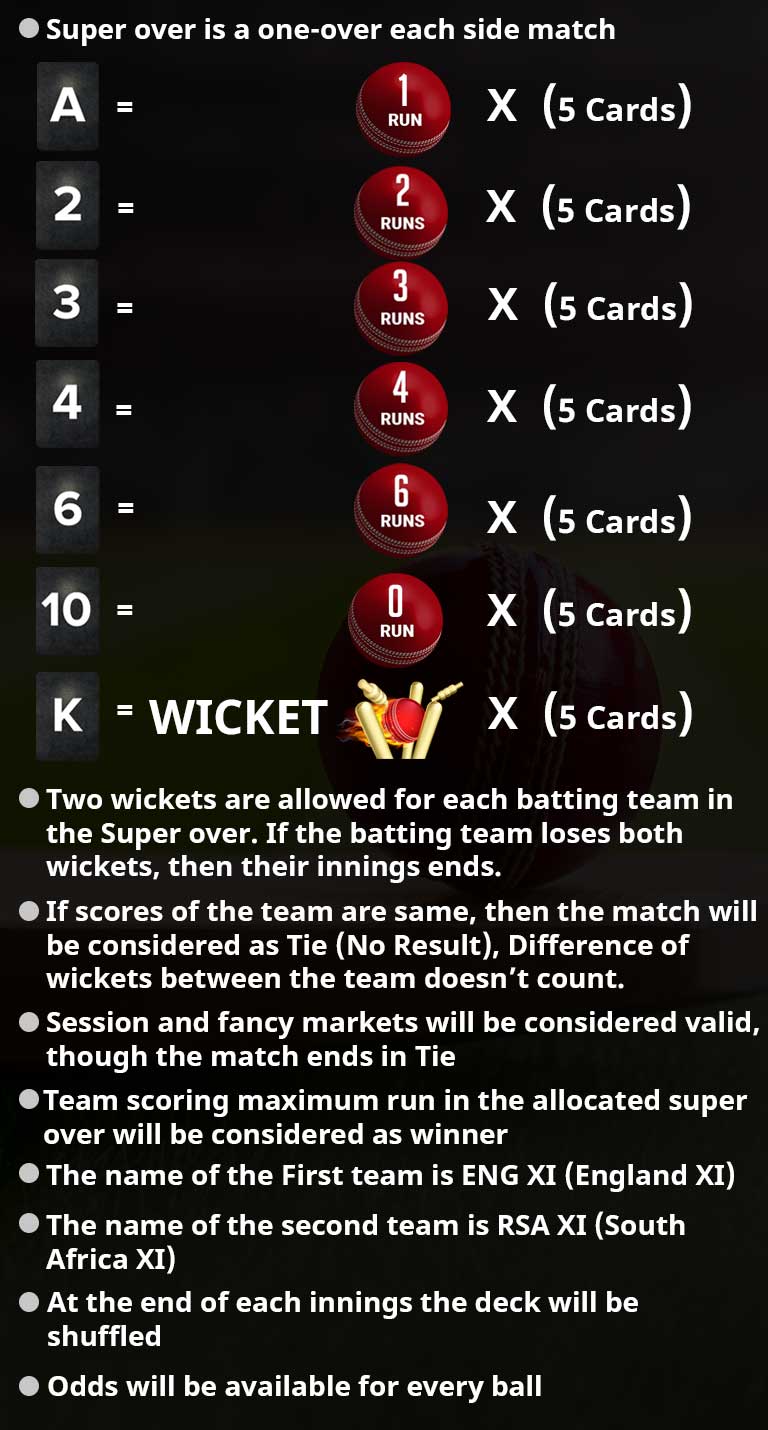 Super over is a one-over each side match
A = 1 RUN X (5 Cards)
2 = 2 RUNS X (5 Cards)
3 = 3 RUNS X (5 Cards)
4 = 4 RUNS X (5 Cards)
6 = 6 RUNS X (5 Cards)
10 = 0 RUN X (5 Cards)
K = WICKET X (5 Cards)
Two wickets are allowed for each batting team in
the Super over. If the batting team loses both
wickets, then their innings ends.
If scores of the team are same, then the match will
be considered as Tie (No Result), Difference of
wickets between the team doesn’t count.
Session and fancy markets will be considered valid,
though the match ends in Tie
Team scoring maximum run in the allocated super
over will be considered as winner
The name of the First team is ENG XI (England XI)
The name of the second team is RSA XI (South
Africa XI)
At the end of each innings the deck will be
shuffled
Odds will be available for every ball